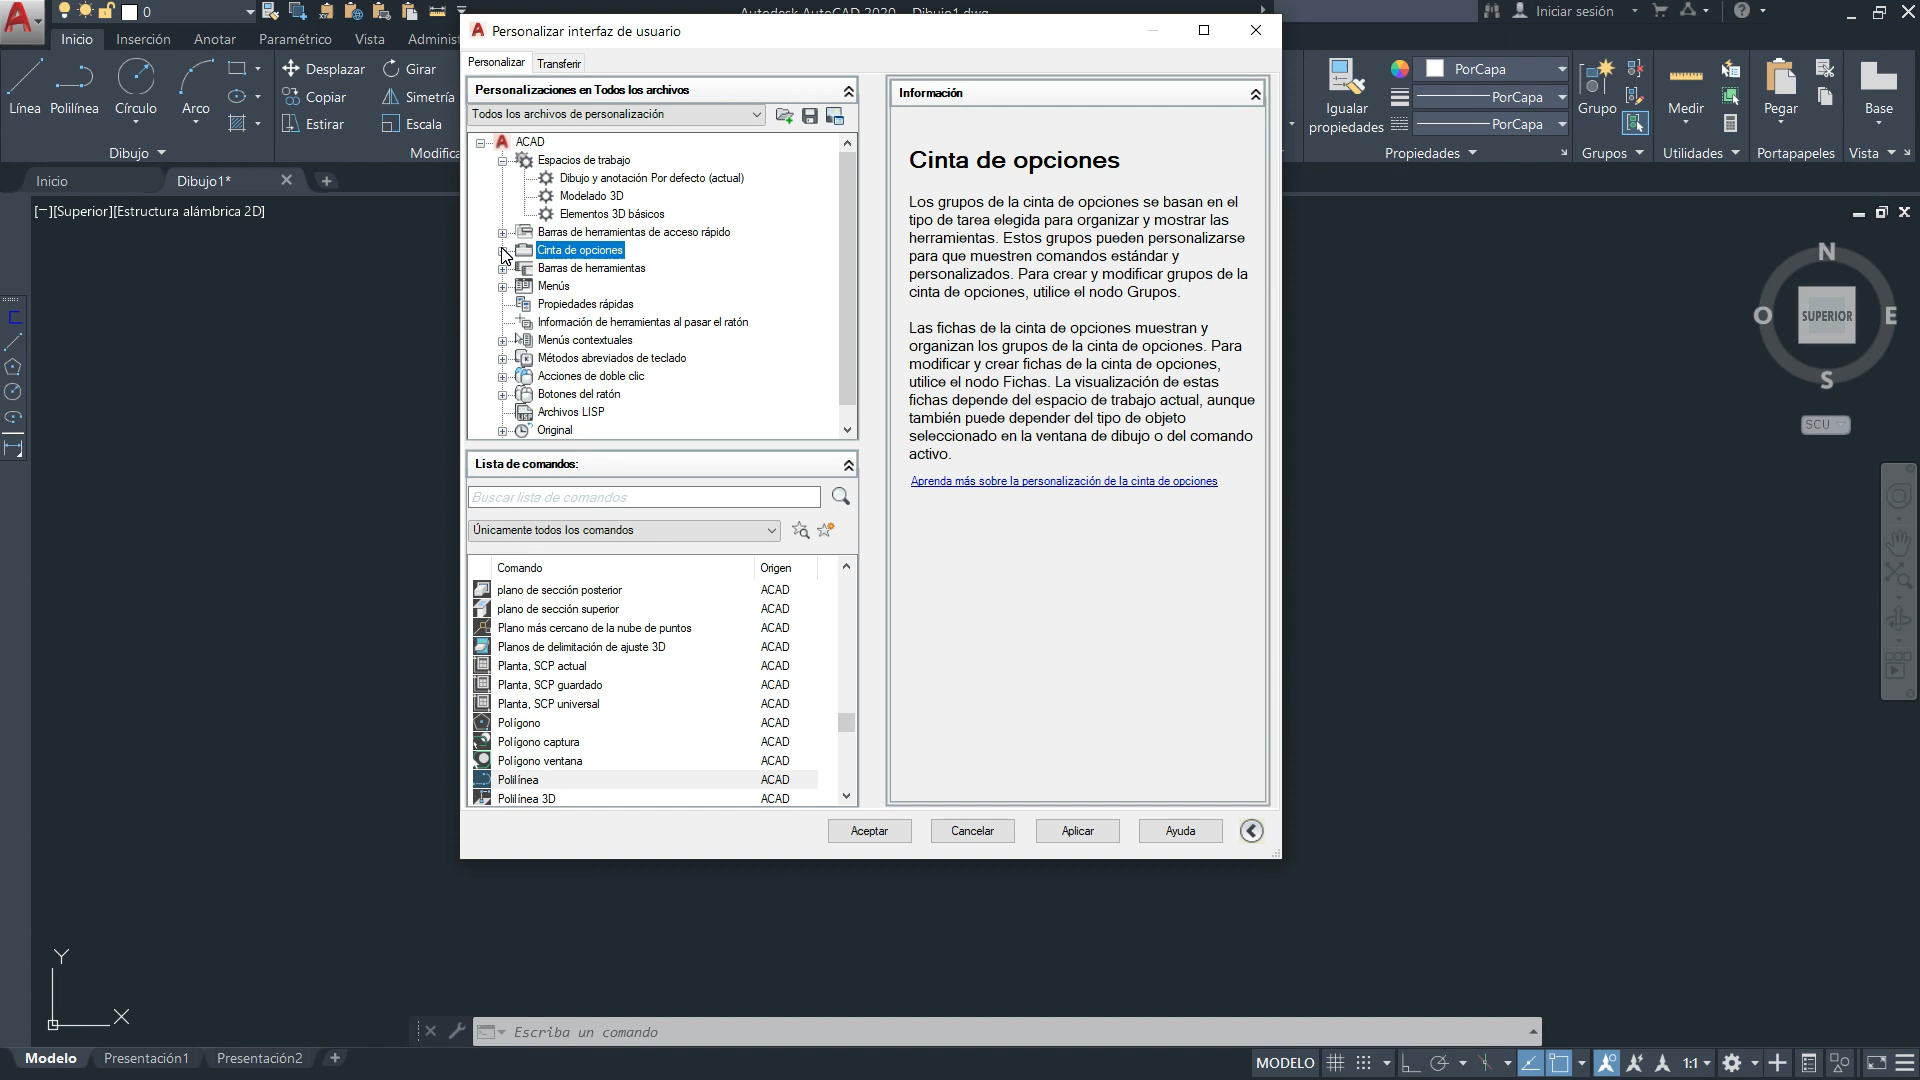 0
Autodesk AutoCAD 2020 Dibujo1.dwg
Iniciar sesión
Inicio Inserción Anotar Paramétrico Vista Administ
Línea Polilínea Círculo Arco
Desplazar Girar
Copiar Simetría
Estirar Escala
Dibujo Modifica
Igualar propiedades
PorCapa
PorCapa
PorCapa
Propiedades
Grupo
Grupos
Medir
Utilidades
Pegar
Portapapeles
Base
Vista
Inicio Dibujo1*
[−][Superior][Estructura alámbrica 2D]
Personalizar interfaz de usuario
Personalizar Transferir
Personalizaciones en Todos los archivos
Todos los archivos de personalización
ACAD
Espacios de trabajo
Dibujo y anotación Por defecto (actual)
Modelado 3D
Elementos 3D básicos
Barras de herramientas de acceso rápido
Cinta de opciones
Barras de herramientas
Menús
Propiedades rápidas
Información de herramientas al pasar el ratón
Menús contextuales
Métodos abreviados de teclado
Acciones de doble clic
Botones del ratón
Archivos LISP
Original
Lista de comandos:
Buscar lista de comandos
Únicamente todos los comandos
Comando Origen
plano de sección posterior ACAD
plano de sección superior ACAD
Plano más cercano de la nube de puntos ACAD
Planos de delimitación de ajuste 3D ACAD
Planta, SCP actual ACAD
Planta, SCP guardado ACAD
Planta, SCP universal ACAD
Polígono ACAD
Polígono captura ACAD
Polígono ventana ACAD
Polilínea ACAD
Polilínea 3D ACAD
Información
Cinta de opciones
Los grupos de la cinta de opciones se basan en el
tipo de tarea elegida para organizar y mostrar las
herramientas. Estos grupos pueden personalizarse
para que muestren comandos estándar y
personalizados. Para crear y modificar grupos de la
cinta de opciones, utilice el nodo Grupos.
Las fichas de la cinta de opciones muestran y
organizan los grupos de la cinta de opciones. Para
modificar y crear fichas de la cinta de opciones,
utilice el nodo Fichas. La visualización de estas
fichas depende del espacio de trabajo actual, aunque
también puede depender del tipo de objeto
seleccionado en la ventana de dibujo o del comando
activo.
Aprenda más sobre la personalización de la cinta de opciones
Aceptar Cancelar Aplicar Ayuda
N
O SUPERIOR E
S
SCU
Y
X
Escriba un comando
Modelo Presentación1 Presentación2
MODELO 1:1